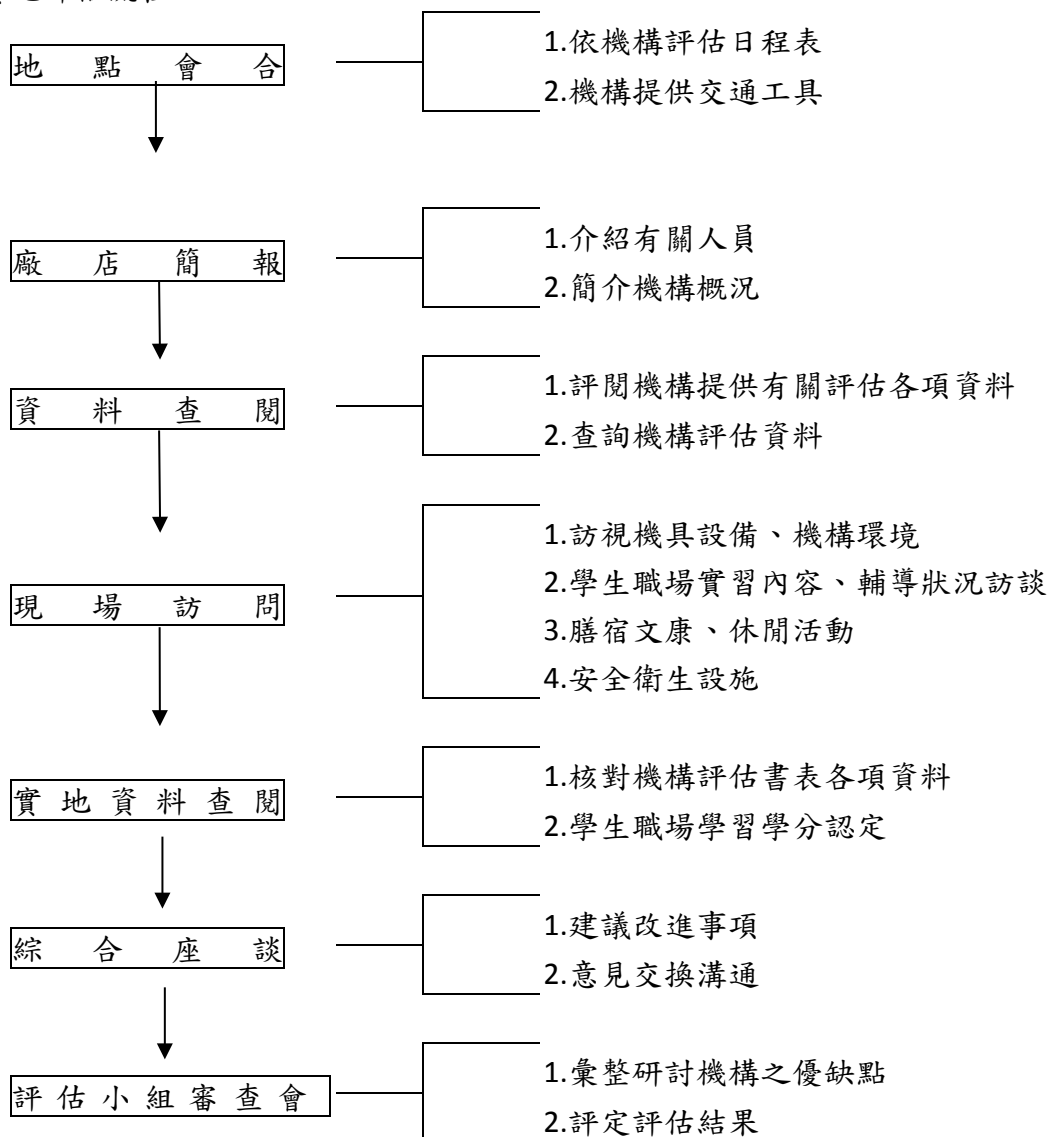 地點會合
1.依機構評估日程表
2.機構提供交通工具
廠店簡報
1.介紹有關人員
2.簡介機構概況
資料查閱
1.評閱機構提供有關評估各項資料
2.查詢機構評估資料
現場訪問
1.訪視機具設備、機構環境
2.學生職場實習內容、輔導狀況訪談
3.膳宿文康、休閒活動
4.安全衛生設施
實地資料查閱
1.核對機構評估書表各項資料
2.學生職場學習學分認定
綜合座談
1.建議改進事項
2.意見交換溝通
評估小組審查會
1.彙整研討機構之優缺點
2.評定評估結果